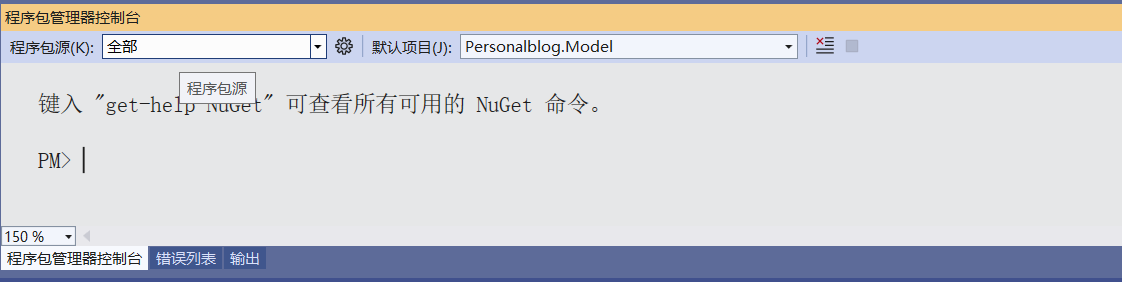 程序包管理器控制台
程序包源(K): 全部 默认项目(J): Personalblog.Model
程序包源
键入 "get-help NuGet" 可查看所有可用的 NuGet 命令。
PM>
150 %
程序包管理器控制台 错误列表 输出